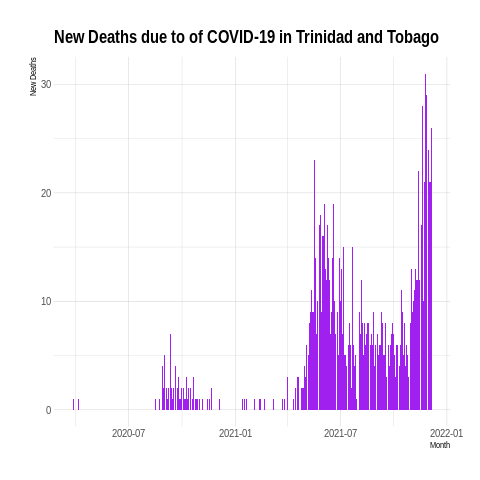 New Deaths due to of COVID-19 in Trinidad and Tobago
New Deaths
30
20
10
0
2020-07
2021-01
2021-07
2022-01
Month